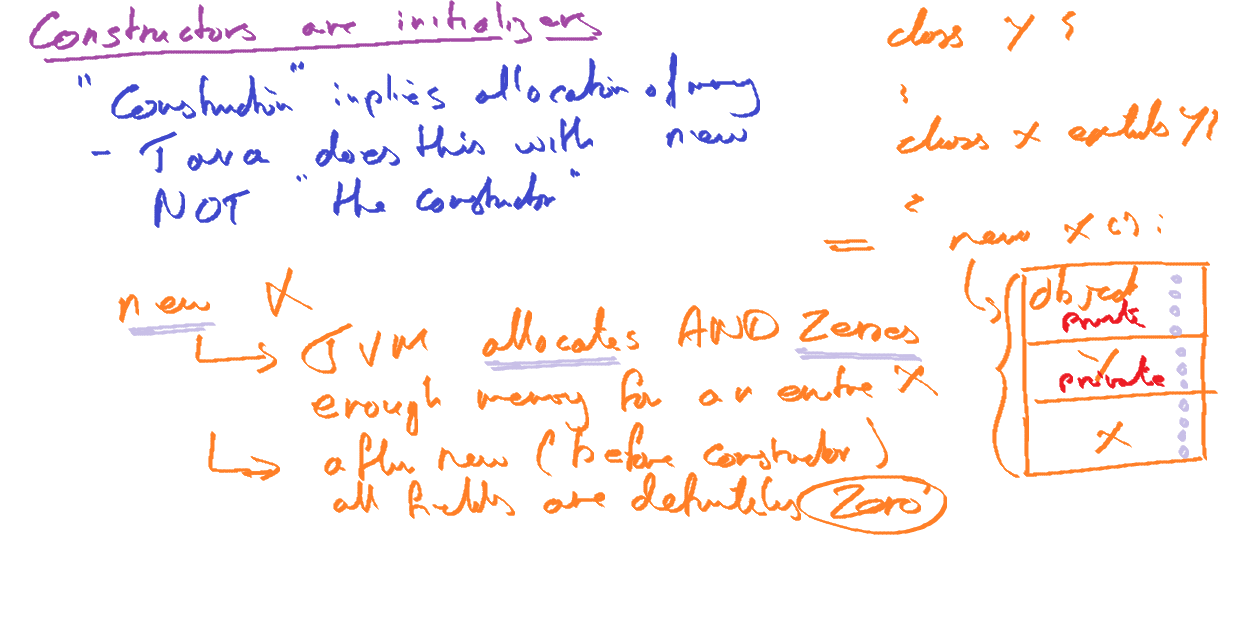 Constructors are initializers
"Construction" implies allocation of memory
- Java does this with new
NOT "the constructor"
class Y {
:
class X extends Y {
new X ( ) ;
new X
JVM allocates AND Zeroes
enough memory for an entire X
after new (before constructor)
all fields are definitely Zero
object
private
Y
private
X